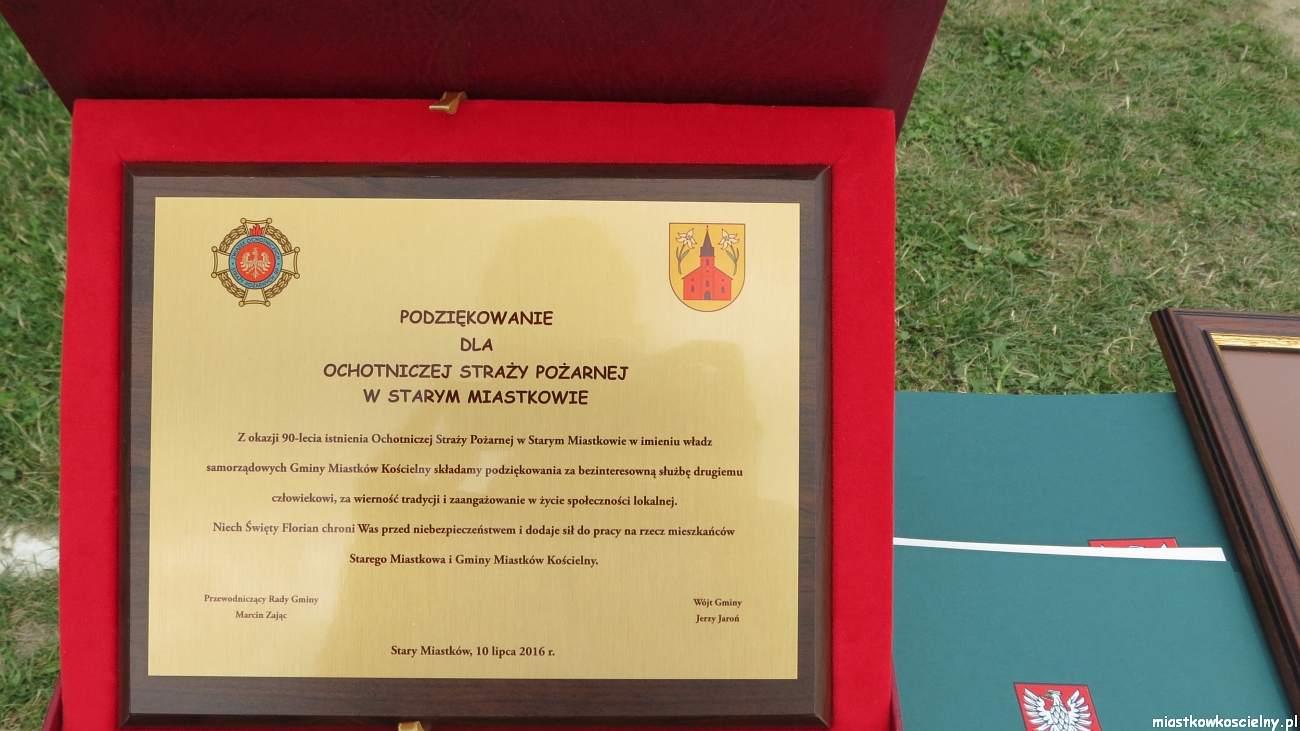 PODZIĘKOWANIE
DLA
OCHOTNICZEJ STRAŻY POŻARNEJ
W STARYM MIASTKOWIE
Z okazji 90-lecia istnienia Ochotniczej Straży Pożarnej w Starym Miastkowie w imieniu władz
samorządowych Gminy Miastków Kościelny składamy podziękowania za bezinteresowną służbę drugiemu
człowiekowi, za wierność tradycji i zaangażowanie w życie społeczności lokalnej.
Niech Święty Florian chroni Was przed niebezpieczeństwem i dodaje sił do pracy na rzecz mieszkańców
Starego Miastkowa i Gminy Miastków Kościelny.
Przewodniczący Rady Gminy
Marcin Zając
Wójt Gminy
Jerzy Jaroń
Stary Miastków, 10 lipca 2016 r.
miastkowkoscielny.pl